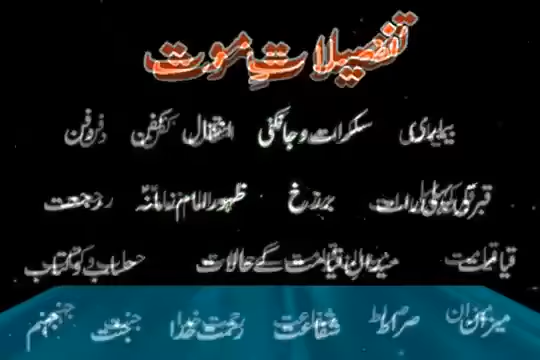 تفصیلاتِ موت
بیماری سکرات و جانکنی انتقال کفن دفن
قبر کی پہلی رات برزخ ظہور امام زمانہؑ رجعت
قیامت میدانِ قیامت کے حالات حساب و کتاب
میزان صراط شفاعت رحمت خدا جنت جہنم